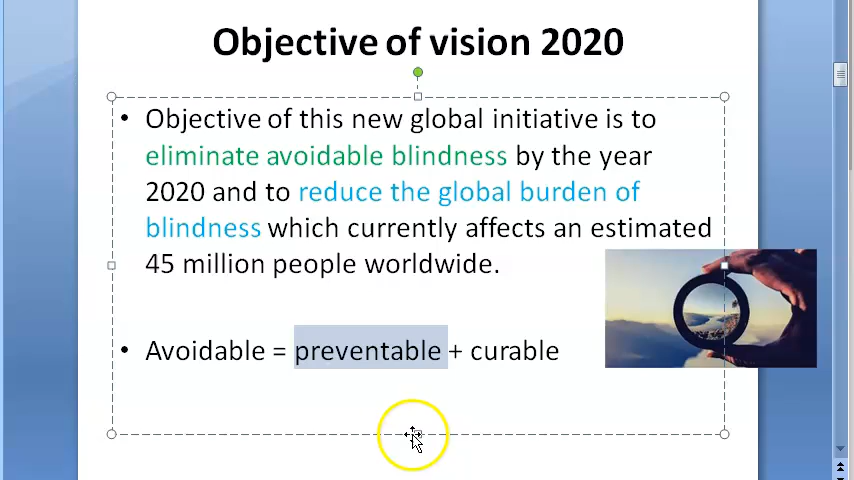 Objective of vision 2020
• Objective of this new global initiative is to
eliminate avoidable blindness by the year
2020 and to reduce the global burden of
blindness which currently affects an estimated
45 million people worldwide.
• Avoidable = preventable + curable